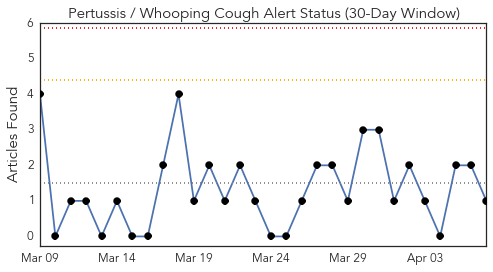 Pertussis / Whooping Cough Alert Status (30-Day Window)
6
5
4
3
2
1
0
Articles Found
Mar 09
Mar 14
Mar 19
Mar 24
Mar 29
Apr 03